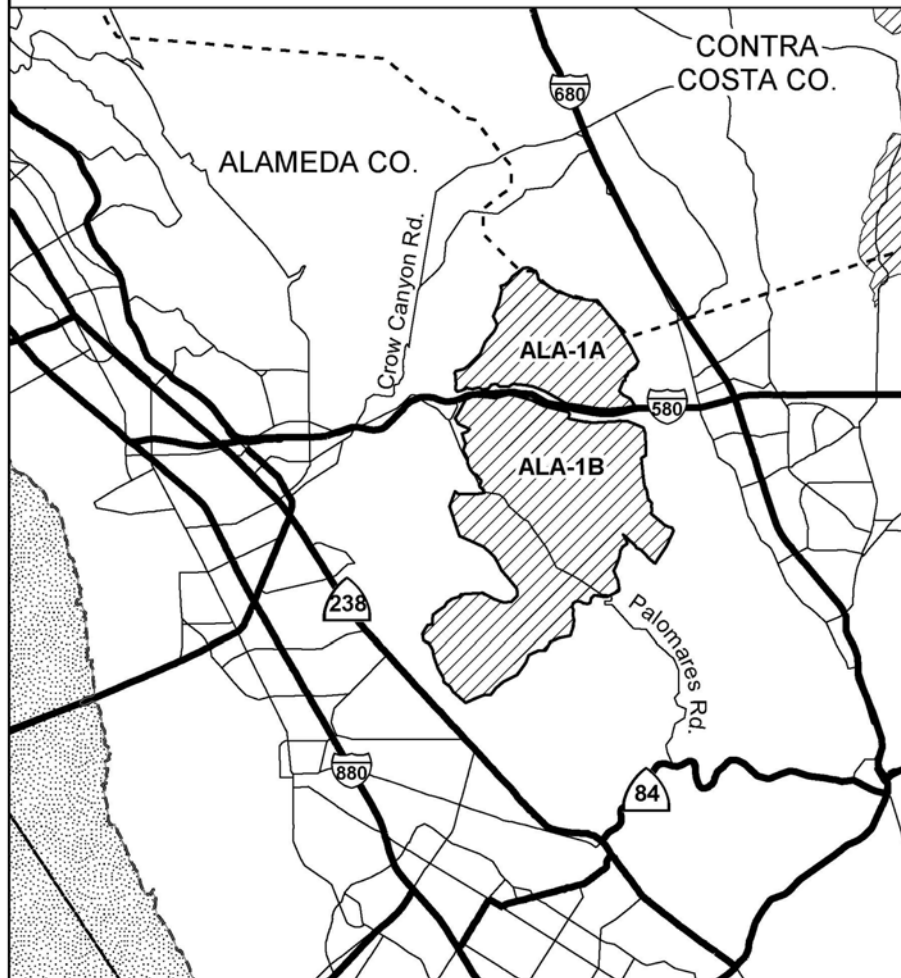 CONTRA
COSTA CO.
680
ALAMEDA CO.
Crow Canyon Rd.
ALA-1A
580
ALA-1B
238
Palomares Rd.
880
84